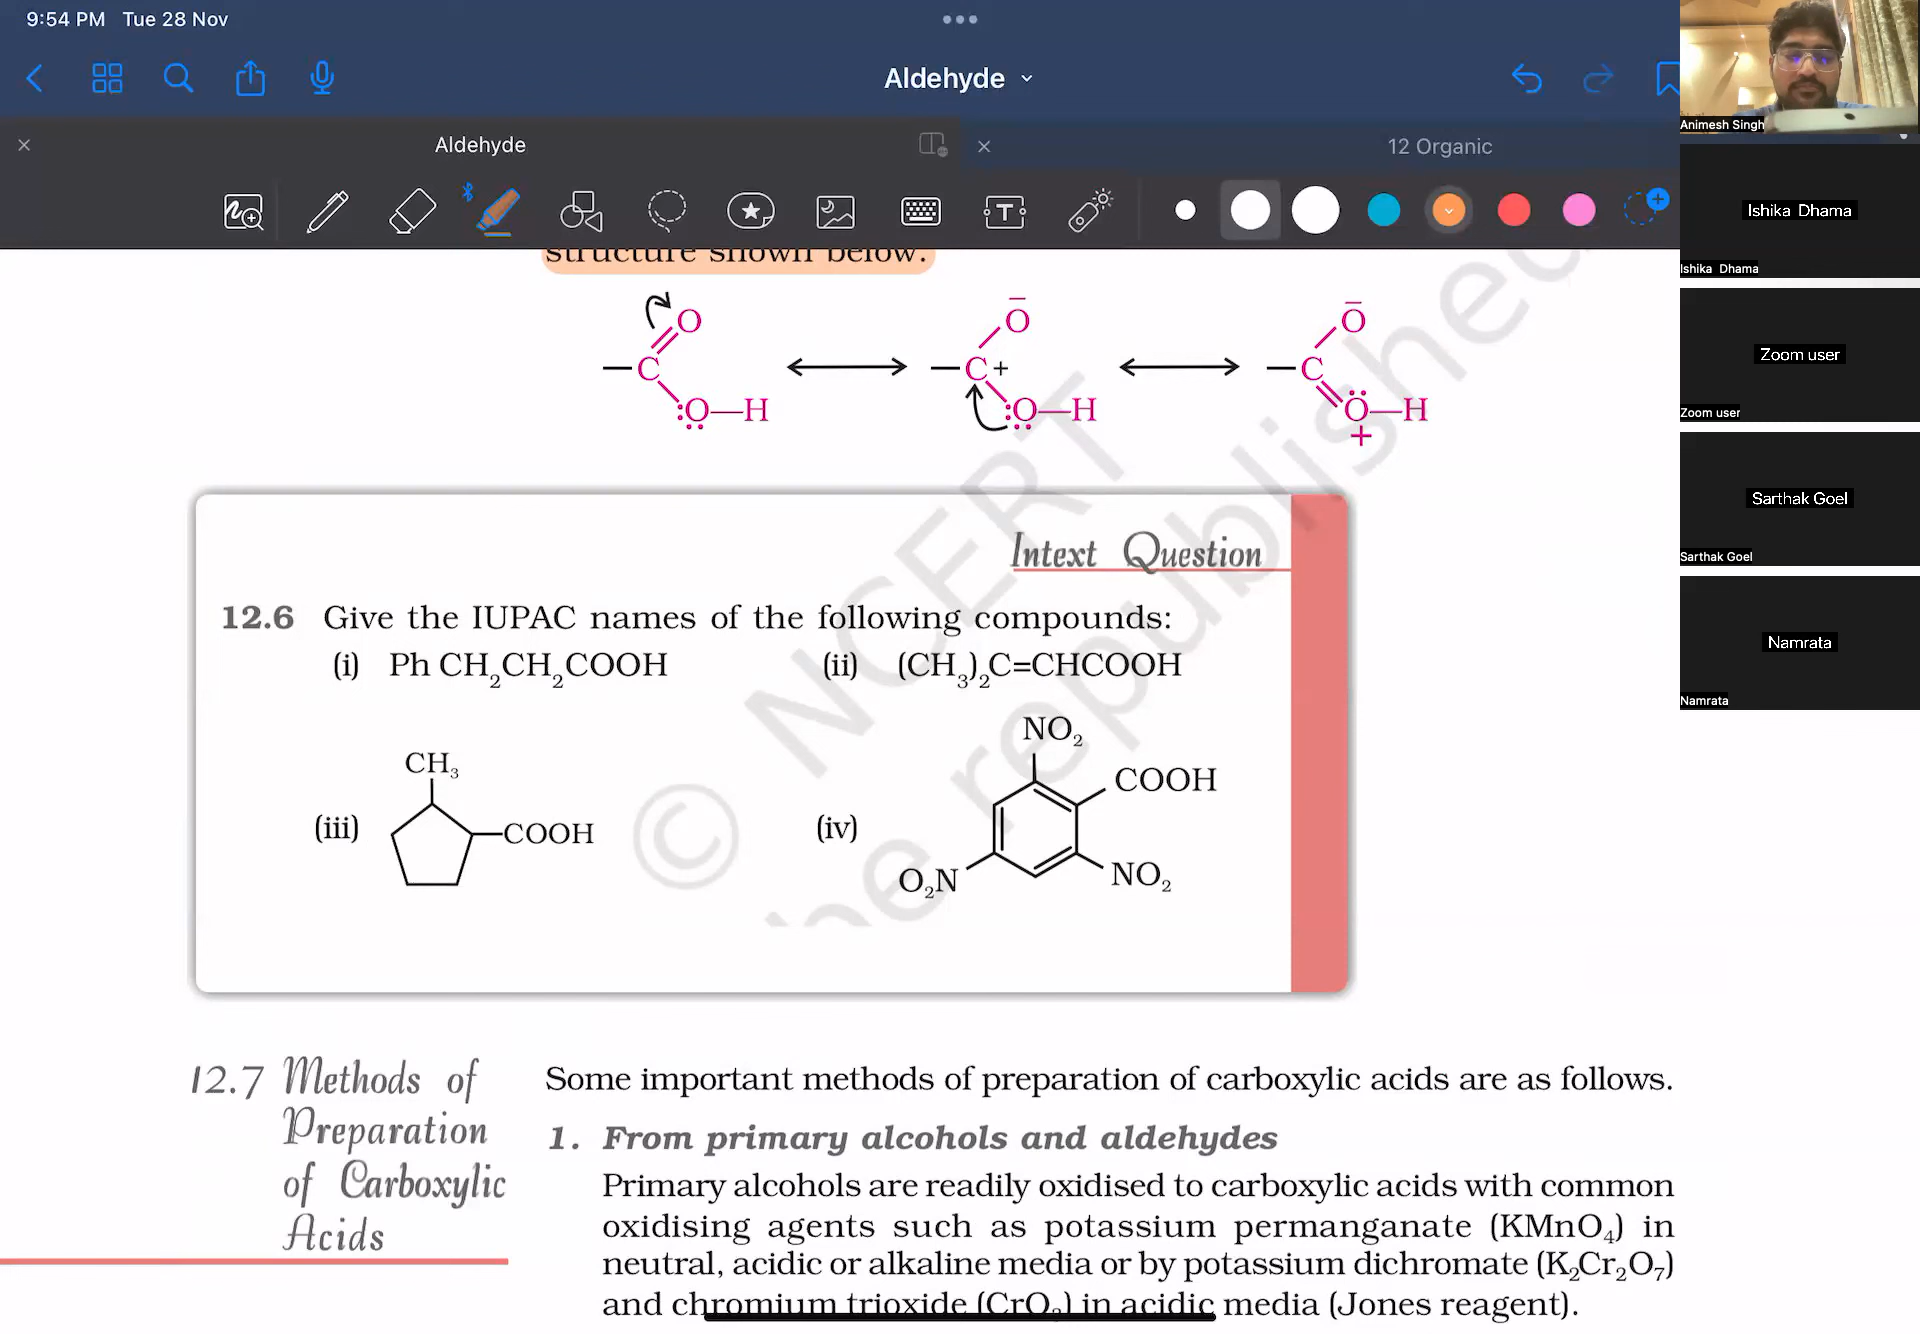 9:54 PM Tue 28 Nov
Aldehyde
Aldehyde
12 Organic
T
structure shown below.
O
C
:O—H
O
C+
:O—H
O
C
O—H
+
Intext Question
12.6 Give the IUPAC names of the following compounds:
(i) Ph CH₂CH₂COOH (ii) (CH₃)₂C=CHCOOH
(iii) CH₃
COOH
(iv) NO₂
COOH
O₂N
NO₂
© NCERT
be republished
12.7 Methods of
Preparation
of Carboxylic
Acids
Some important methods of preparation of carboxylic acids are as follows.
1. From primary alcohols and aldehydes
Primary alcohols are readily oxidised to carboxylic acids with common
oxidising agents such as potassium permanganate (KMnO₄) in
neutral, acidic or alkaline media or by potassium dichromate (K₂Cr₂O₇)
and chromium trioxide (CrO₃) in acidic media (Jones reagent).
Animesh Singh
Ishika Dhama
Ishika Dhama
Zoom user
Zoom user
Sarthak Goel
Sarthak Goel
Namrata
Namrata